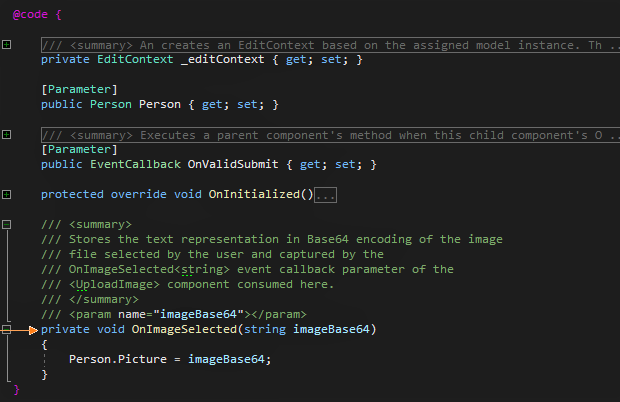 @code {
/// <summary> An creates an EditContext based on the assigned model instance. Th ..
private EditContext _editContext { get; set; }
[Parameter]
public Person Person { get; set; }
/// <summary> Executes a parent component's method when this child component's O ..
[Parameter]
public EventCallback OnValidSubmit { get; set; }
protected override void OnInitialized()...
/// <summary>
/// Stores the text representation in Base64 encoding of the image
/// file selected by the user and captured by the
/// OnImageSelected<string> event callback parameter of the
/// <UploadImage> component consumed here.
/// </summary>
/// <param name="imageBase64"></param>
private void OnImageSelected(string imageBase64)
{
Person.Picture = imageBase64;
}
}